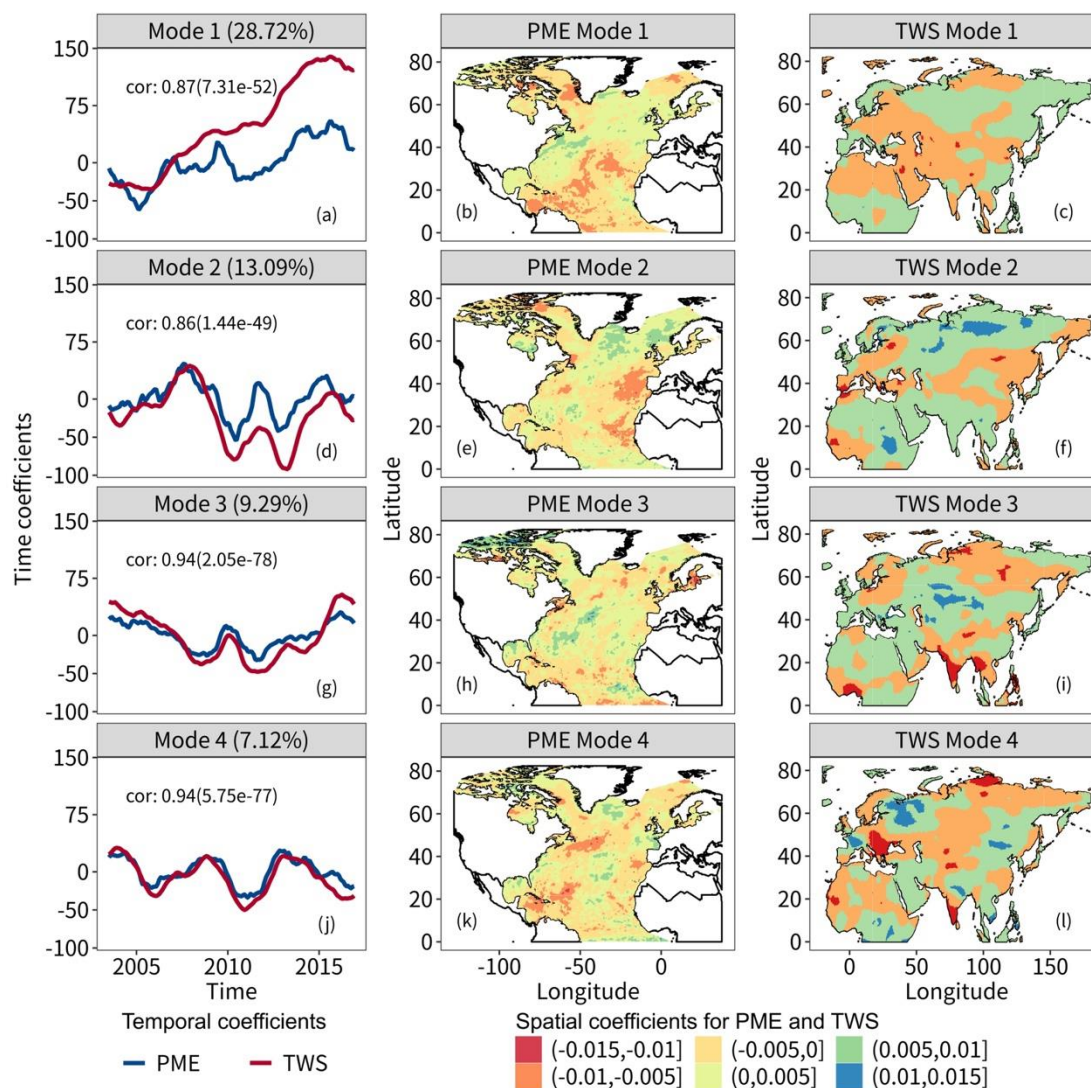 Mode 1 (28.72%)
PME Mode 1
TWS Mode 1
150
75
0
-50
-100
cor: 0.87(7.31e-52)
(a)
80
60
40
20
0
(b)
80
60
40
20
0
(c)
Mode 2 (13.09%)
PME Mode 2
TWS Mode 2
150
75
0
-50
-100
cor: 0.86(1.44e-49)
(d)
80
60
40
20
0
(e)
80
60
40
20
0
(f)
Time coefficients
Latitude
Latitude
Mode 3 (9.29%)
PME Mode 3
TWS Mode 3
150
75
0
-50
-100
cor: 0.94(2.05e-78)
(g)
80
60
40
20
0
(h)
80
60
40
20
0
(i)
Mode 4 (7.12%)
PME Mode 4
TWS Mode 4
150
75
0
-50
-100
cor: 0.94(5.75e-77)
(j)
80
60
40
20
0
(k)
80
60
40
20
0
(l)
2005 2010 2015
-100 -50 0
0 50 100 150
Time
Longitude
Longitude
Temporal coefficients
PME TWS
Spatial coefficients for PME and TWS
(-0.015,-0.01] (-0.005,0] (0.005,0.01]
(-0.01,-0.005] (0,0.005] (0.01,0.015]